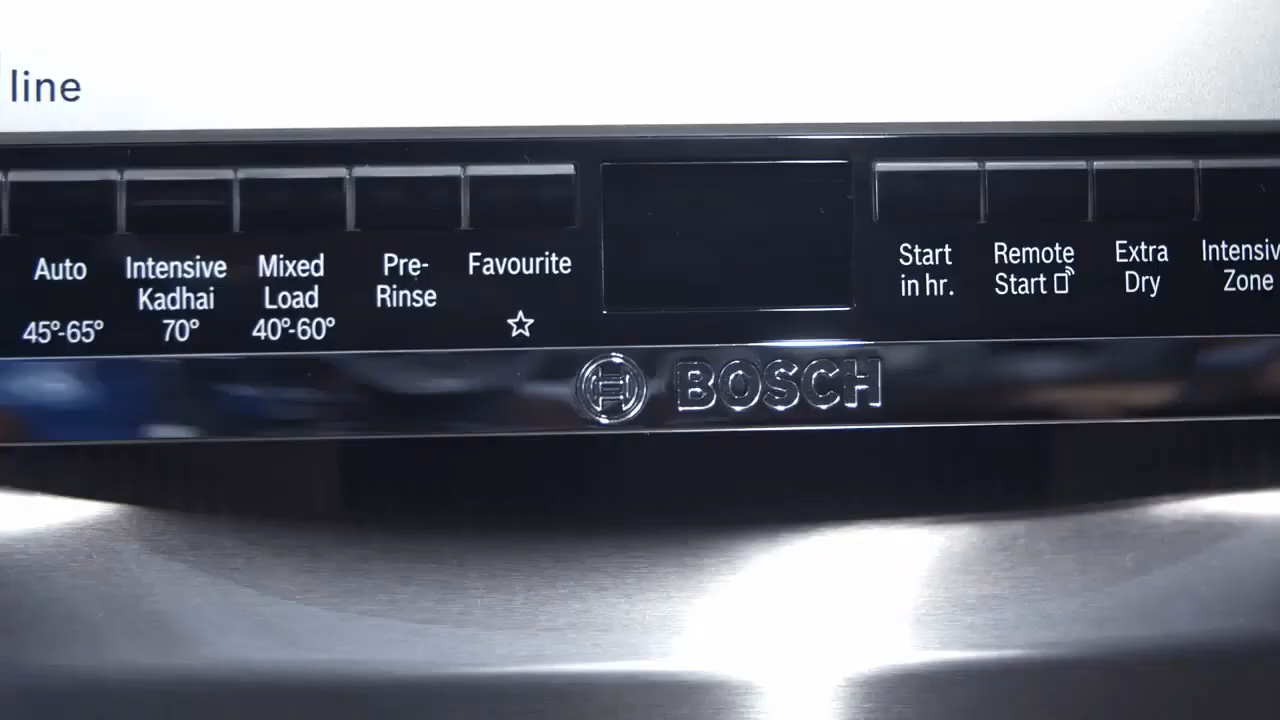 line
Auto
45°-65°
Intensive
Kadhai
70°
Mixed
Load
40°-60°
Pre-
Rinse
Favourite
Start
in hr.
Remote
Start
Extra
Dry
Intensiv
Zone
BOSCH